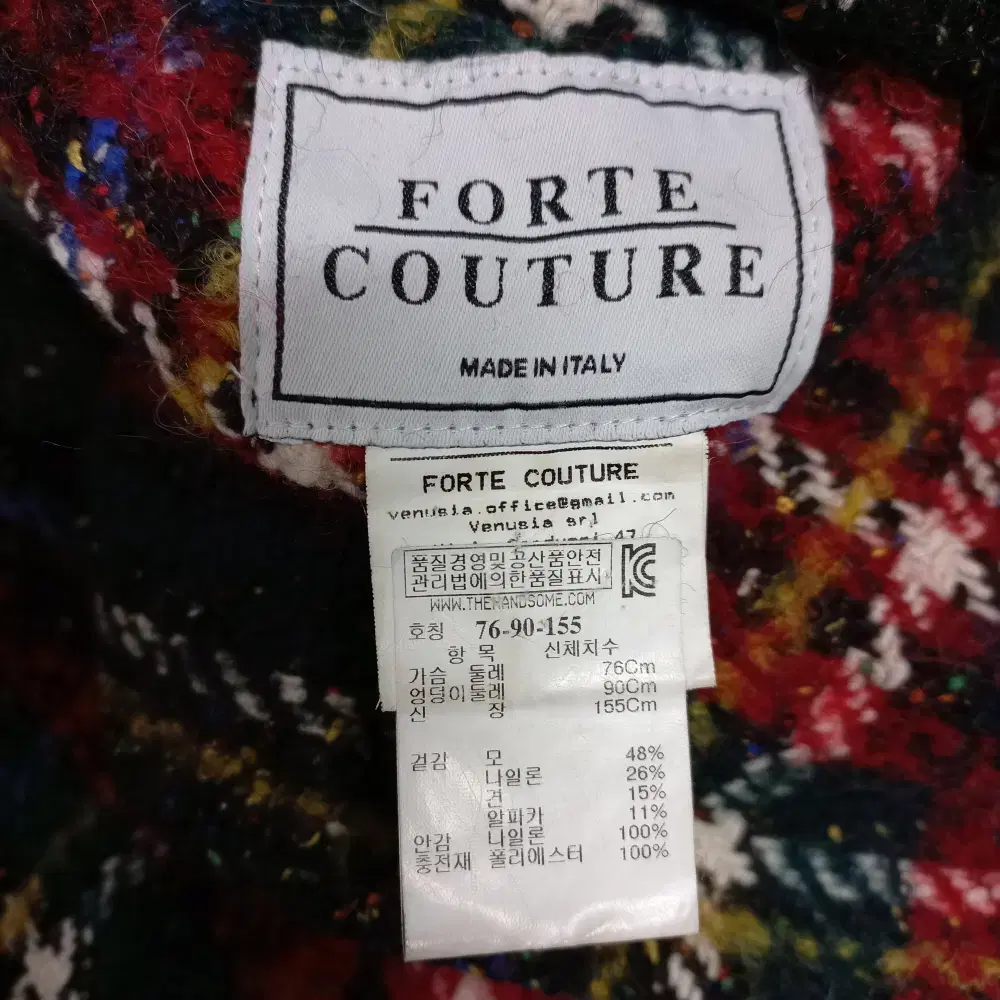 FORTE
COUTURE
MADE IN ITALY
FORTE COUTURE
venusia.office@gmail.com
Venusia srl
47
품질경영및공산품안전
관리법에의한품질표시
WWW.THEHANDSOME.COM
호칭 76-90-155
항 목 신체치수
가슴 둘레 76Cm
엉덩이둘레 90Cm
신 장 155Cm
겉감 모 48%
나일론 26%
견 15%
알파카 11%
안감 나일론 100%
충전재 폴리에스터 100%